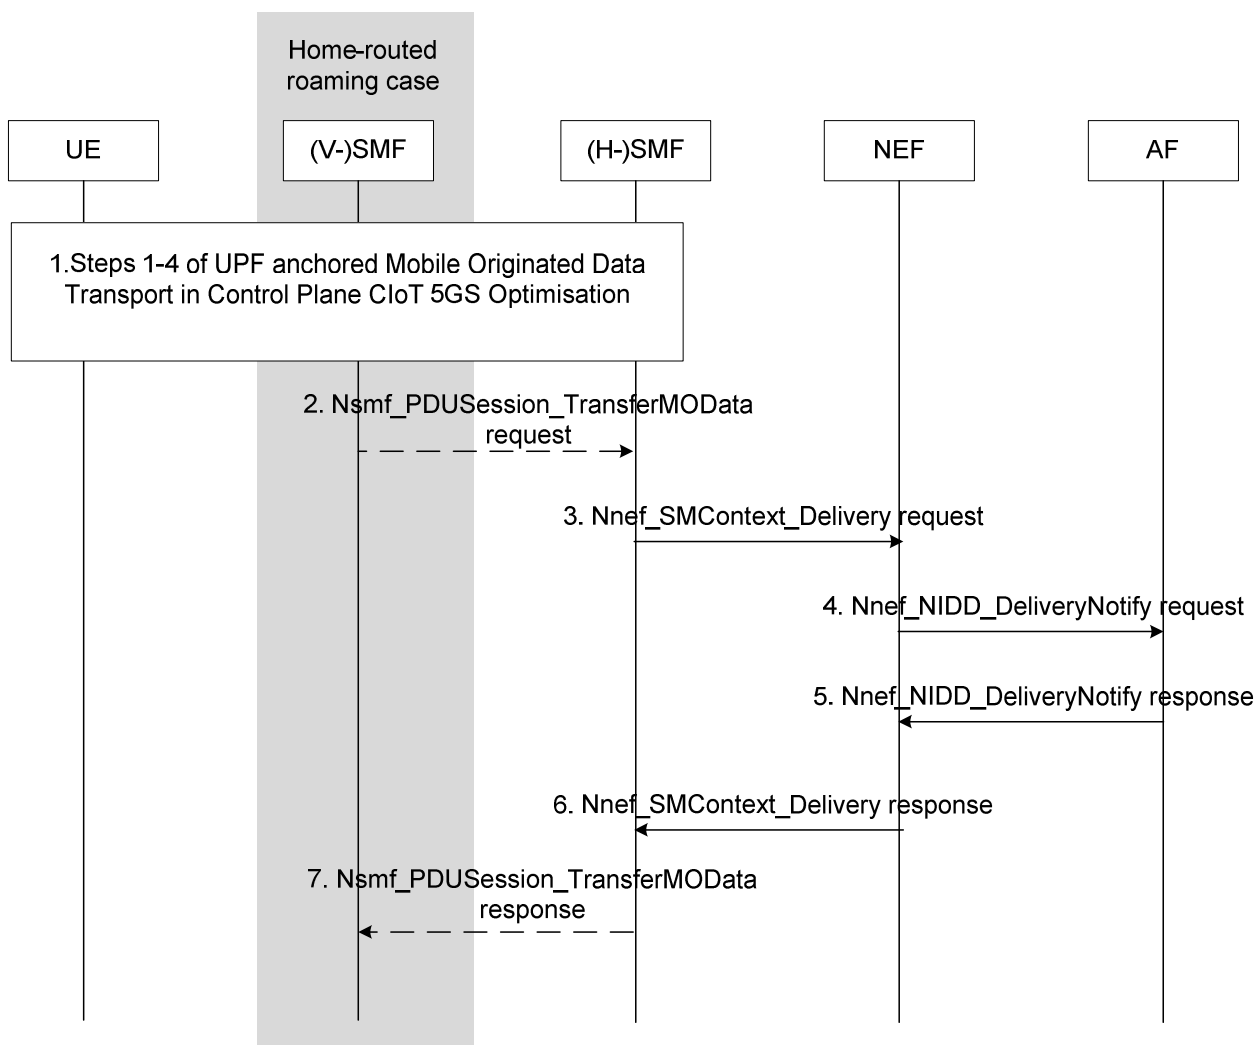 Home-routed
roaming case
UE
(V-)SMF
(H-)SMF
NEF
AF
1.Steps 1-4 of UPF anchored Mobile Originated Data
Transport in Control Plane CIoT 5GS Optimisation
2. Nsmf_PDUSession_TransferMOData
request
3. Nnef_SMContext_Delivery request
4. Nnef_NIDD_DeliveryNotify request
5. Nnef_NIDD_DeliveryNotify response
6. Nnef_SMContext_Delivery response
7. Nsmf_PDUSession_TransferMOData
response